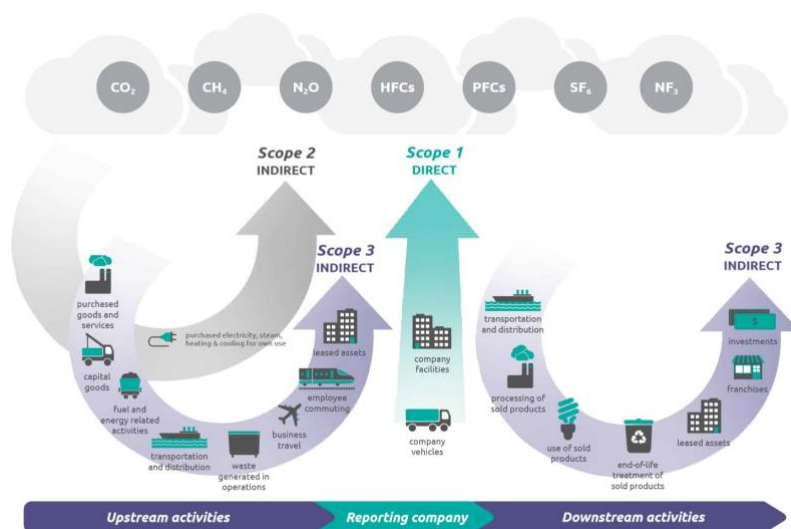 CO₂
CH₄
N₂O
HFCs
PFCs
SF₆
NF₃
Scope 2
INDIRECT
Scope 1
DIRECT
Scope 3
INDIRECT
Scope 3
INDIRECT
purchased
goods and
services
capital
goods
fuel and
energy related
activities
transportation
and distribution
waste
generated in
operations
business
travel
employee
commuting
leased assets
purchased electricity, steam,
heating & cooling for own use
company
facilities
company
vehicles
transportation
and distribution
processing of
sold products
use of sold
products
end-of-life
treatment of
sold products
leased assets
franchises
$
investments
Upstream activities
Reporting company
Downstream activities